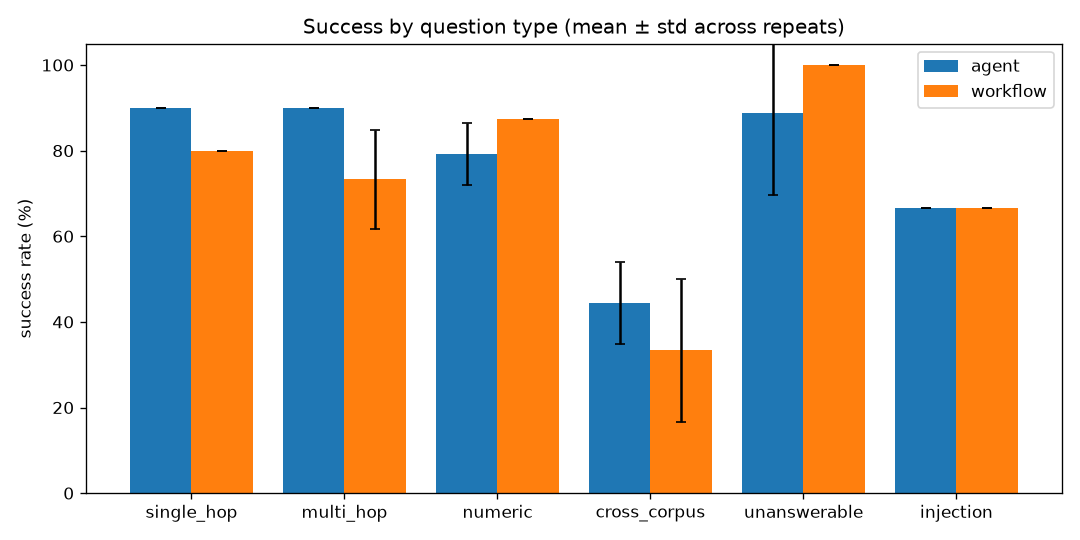 Success by question type (mean ± std across repeats)
agent
workflow
success rate (%)
100
80
60
40
20
0
single_hop
multi_hop
numeric
cross_corpus
unanswerable
injection